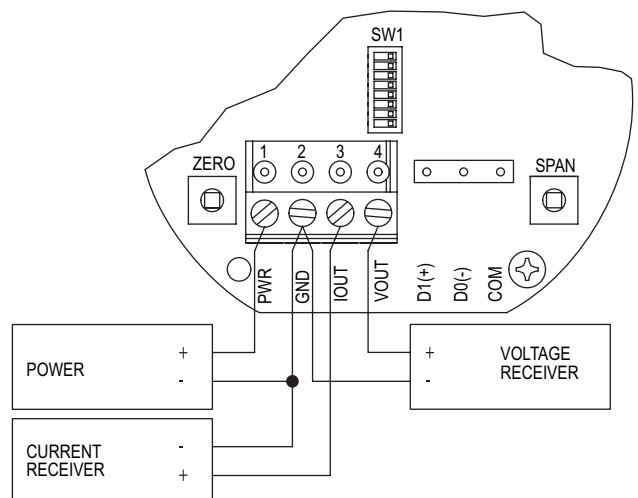 SW1
ZERO
1 2 3 4
SPAN
PWR
GND
IOUT
VOUT
D1(+)
D0(-)
COM
POWER
+
-
CURRENT
RECEIVER
-
+
+
-
VOLTAGE
RECEIVER